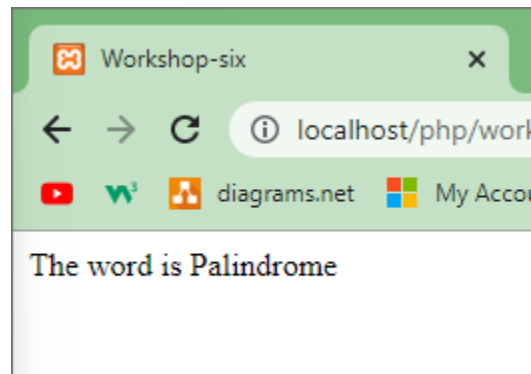 Workshop-six
localhost/php/work
diagrams.net My Accou
The word is Palindrome